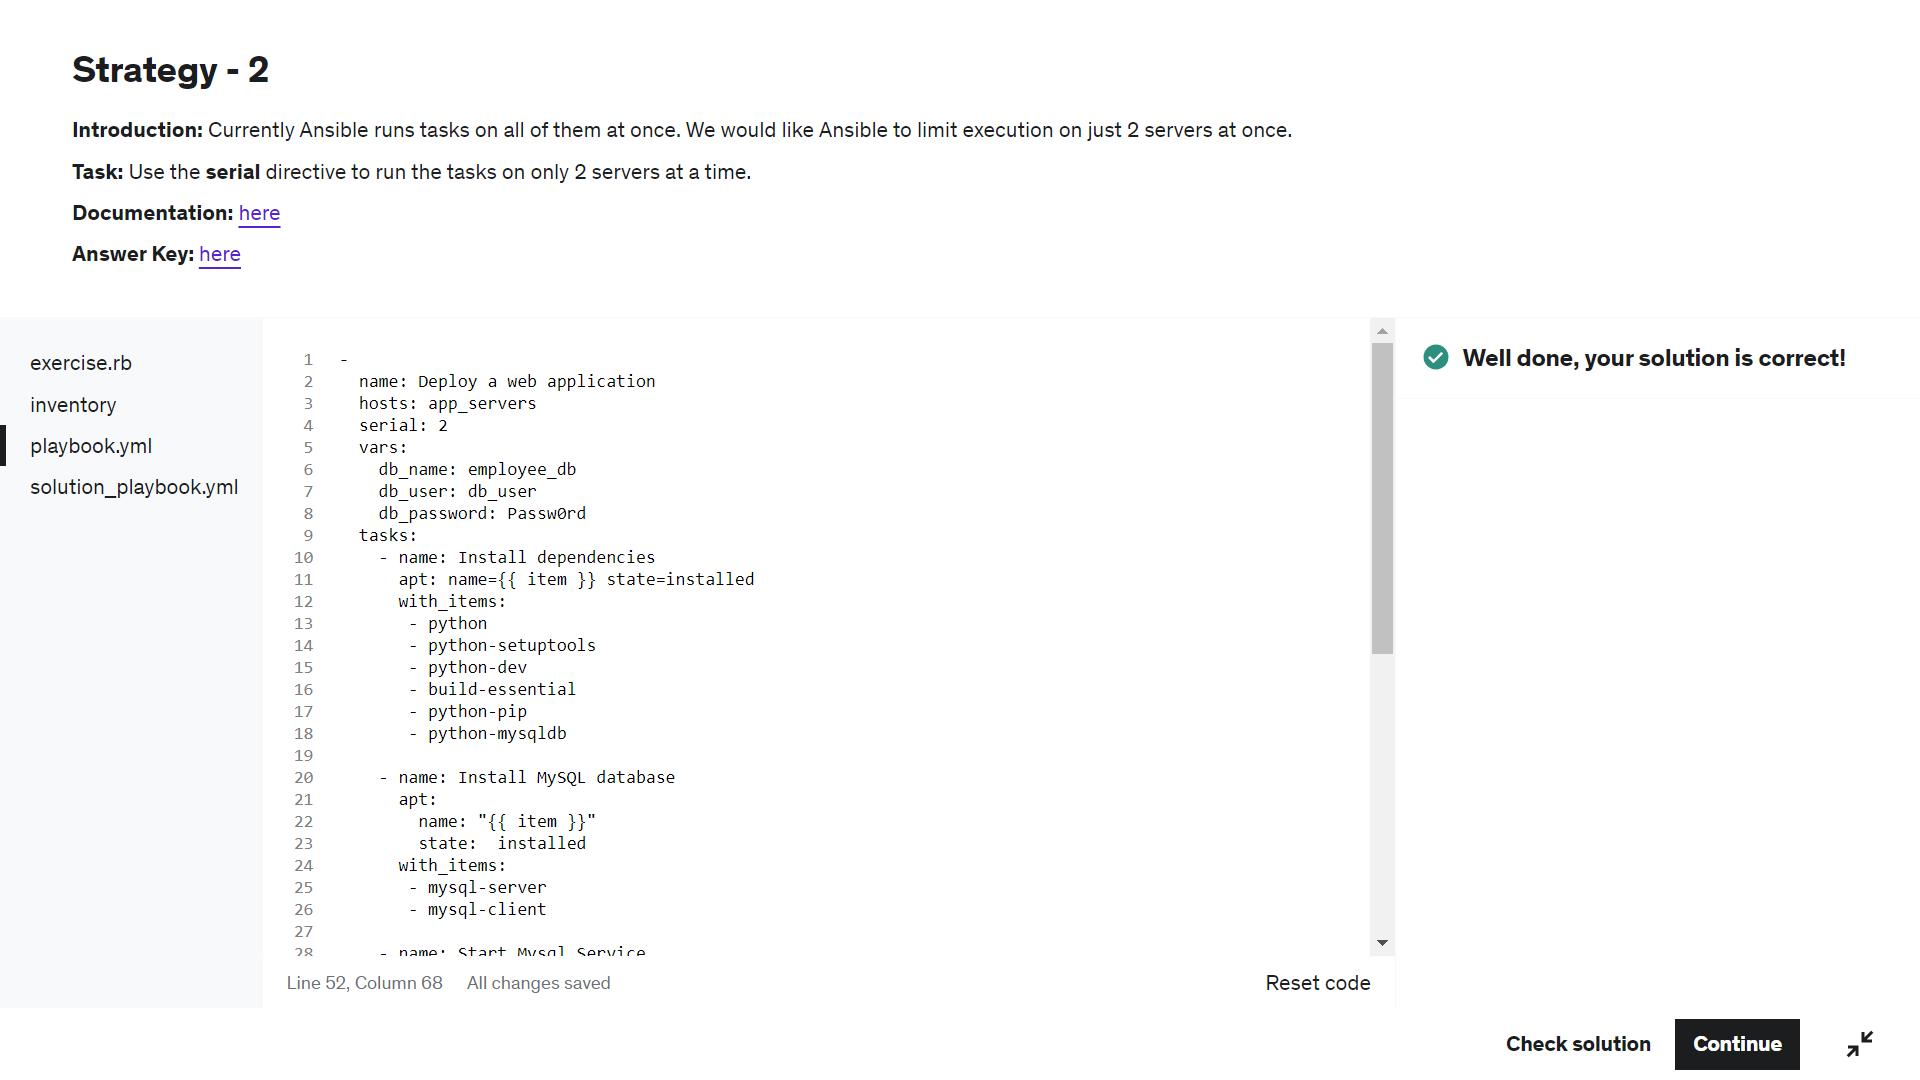 Strategy - 2
Introduction: Currently Ansible runs tasks on all of them at once. We would like Ansible to limit execution on just 2 servers at once.
Task: Use the serial directive to run the tasks on only 2 servers at a time.
Documentation: here
Answer Key: here
exercise.rb
inventory
playbook.yml
solution_playbook.yml
1 -
2 name: Deploy a web application
3 hosts: app_servers
4 serial: 2
5 vars:
6 db_name: employee_db
7 db_user: db_user
8 db_password: Passw0rd
9 tasks:
10 - name: Install dependencies
11 apt: name={{ item }} state=installed
12 with_items:
13 - python
14 - python-setuptools
15 - python-dev
16 - build-essential
17 - python-pip
18 - python-mysqldb
19
20 - name: Install MySQL database
21 apt:
22 name: "{{ item }}"
23 state:  installed
24 with_items:
25 - mysql-server
26 - mysql-client
27
28 - name: Start Mysql Service
Line 52, Column 68 All changes saved
Reset code
Well done, your solution is correct!
Check solution
Continue